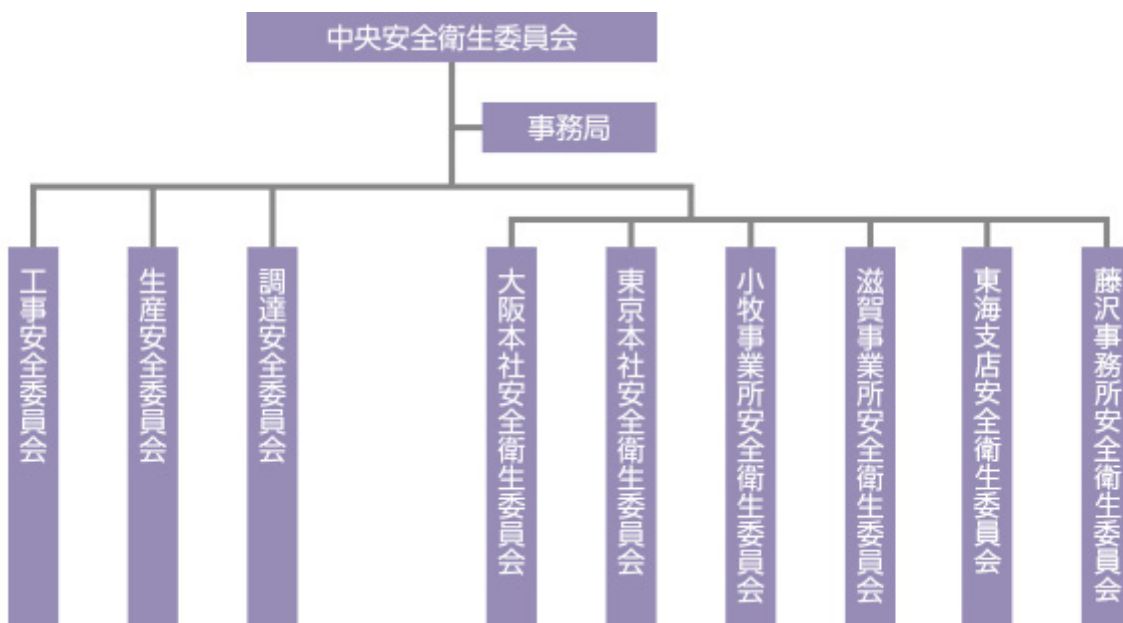 中央安全衛生委員会
事務局
工事安全委員会
生産安全委員会
調達安全委員会
大阪本社安全衛生委員会
東京本社安全衛生委員会
小牧事業所安全衛生委員会
滋賀事業所安全衛生委員会
東海支店安全衛生委員会
藤沢事務所安全衛生委員会